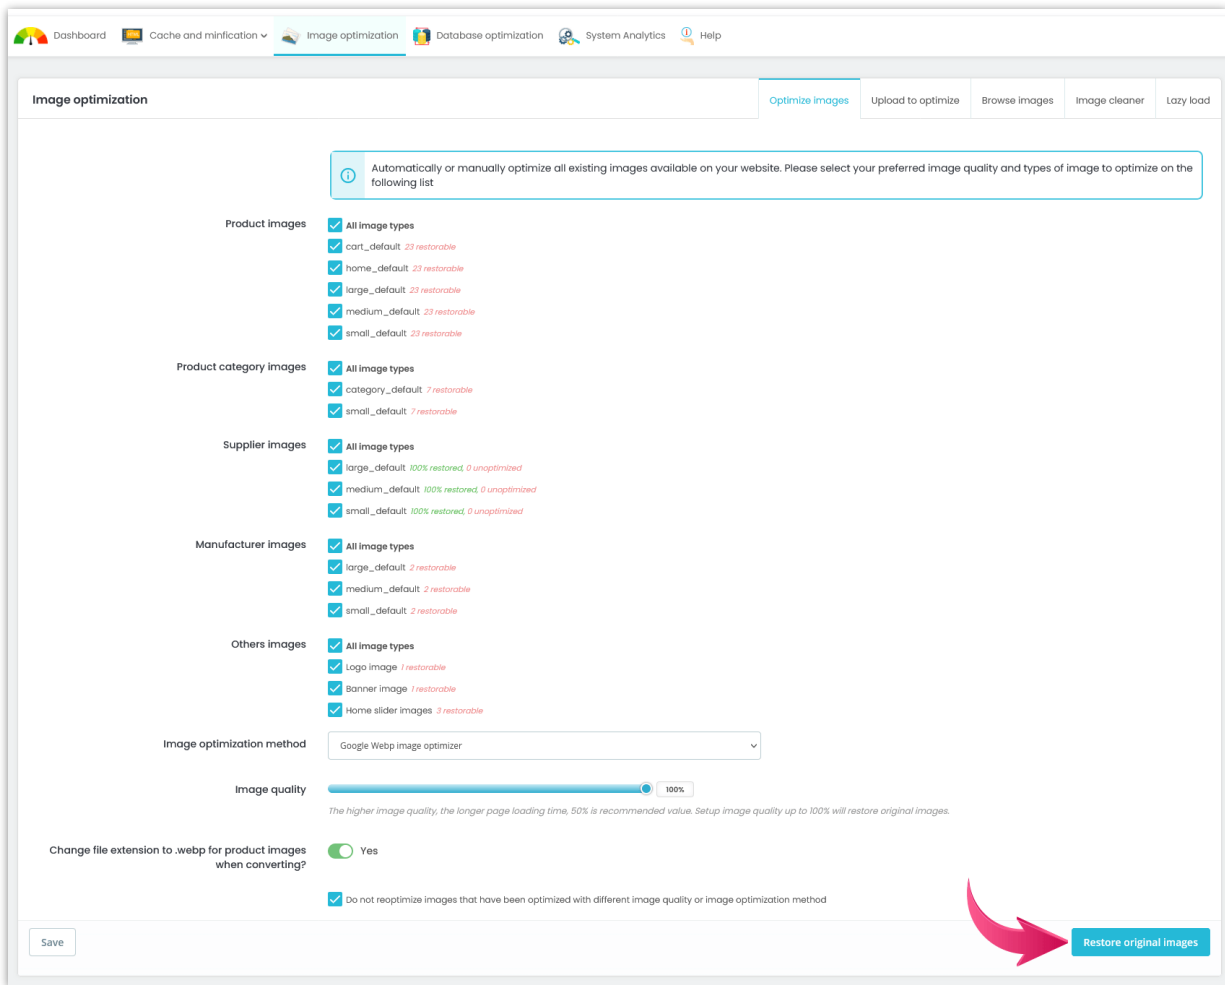 Dashboard Cache and minfication Image optimization Database optimization System Analytics Help
Image optimization
Optimize images Upload to optimize Browse images Image cleaner Lazy load
Automatically or manually optimize all existing images available on your website. Please select your preferred image quality and types of image to optimize on the
following list
Product images
All image types
cart_default 23 restorable
home_default 23 restorable
large_default 23 restorable
medium_default 23 restorable
small_default 23 restorable
Product category images
All image types
category_default 7 restorable
small_default 7 restorable
Supplier images
All image types
large_default 100% restored, 0 unoptimized
medium_default 100% restored, 0 unoptimized
small_default 100% restored, 0 unoptimized
Manufacturer images
All image types
large_default 2 restorable
medium_default 2 restorable
small_default 2 restorable
Others images
All image types
Logo image 1 restorable
Banner image 1 restorable
Home slider images 3 restorable
Image optimization method
Google Webp image optimizer
Image quality
100%
The higher image quality, the longer page loading time, 50% is recommended value. Setup image quality up to 100% will restore original images.
Change file extension to .webp for product images
when converting?
Yes
Do not reoptimize images that have been optimized with different image quality or image optimization method
Save
Restore original images